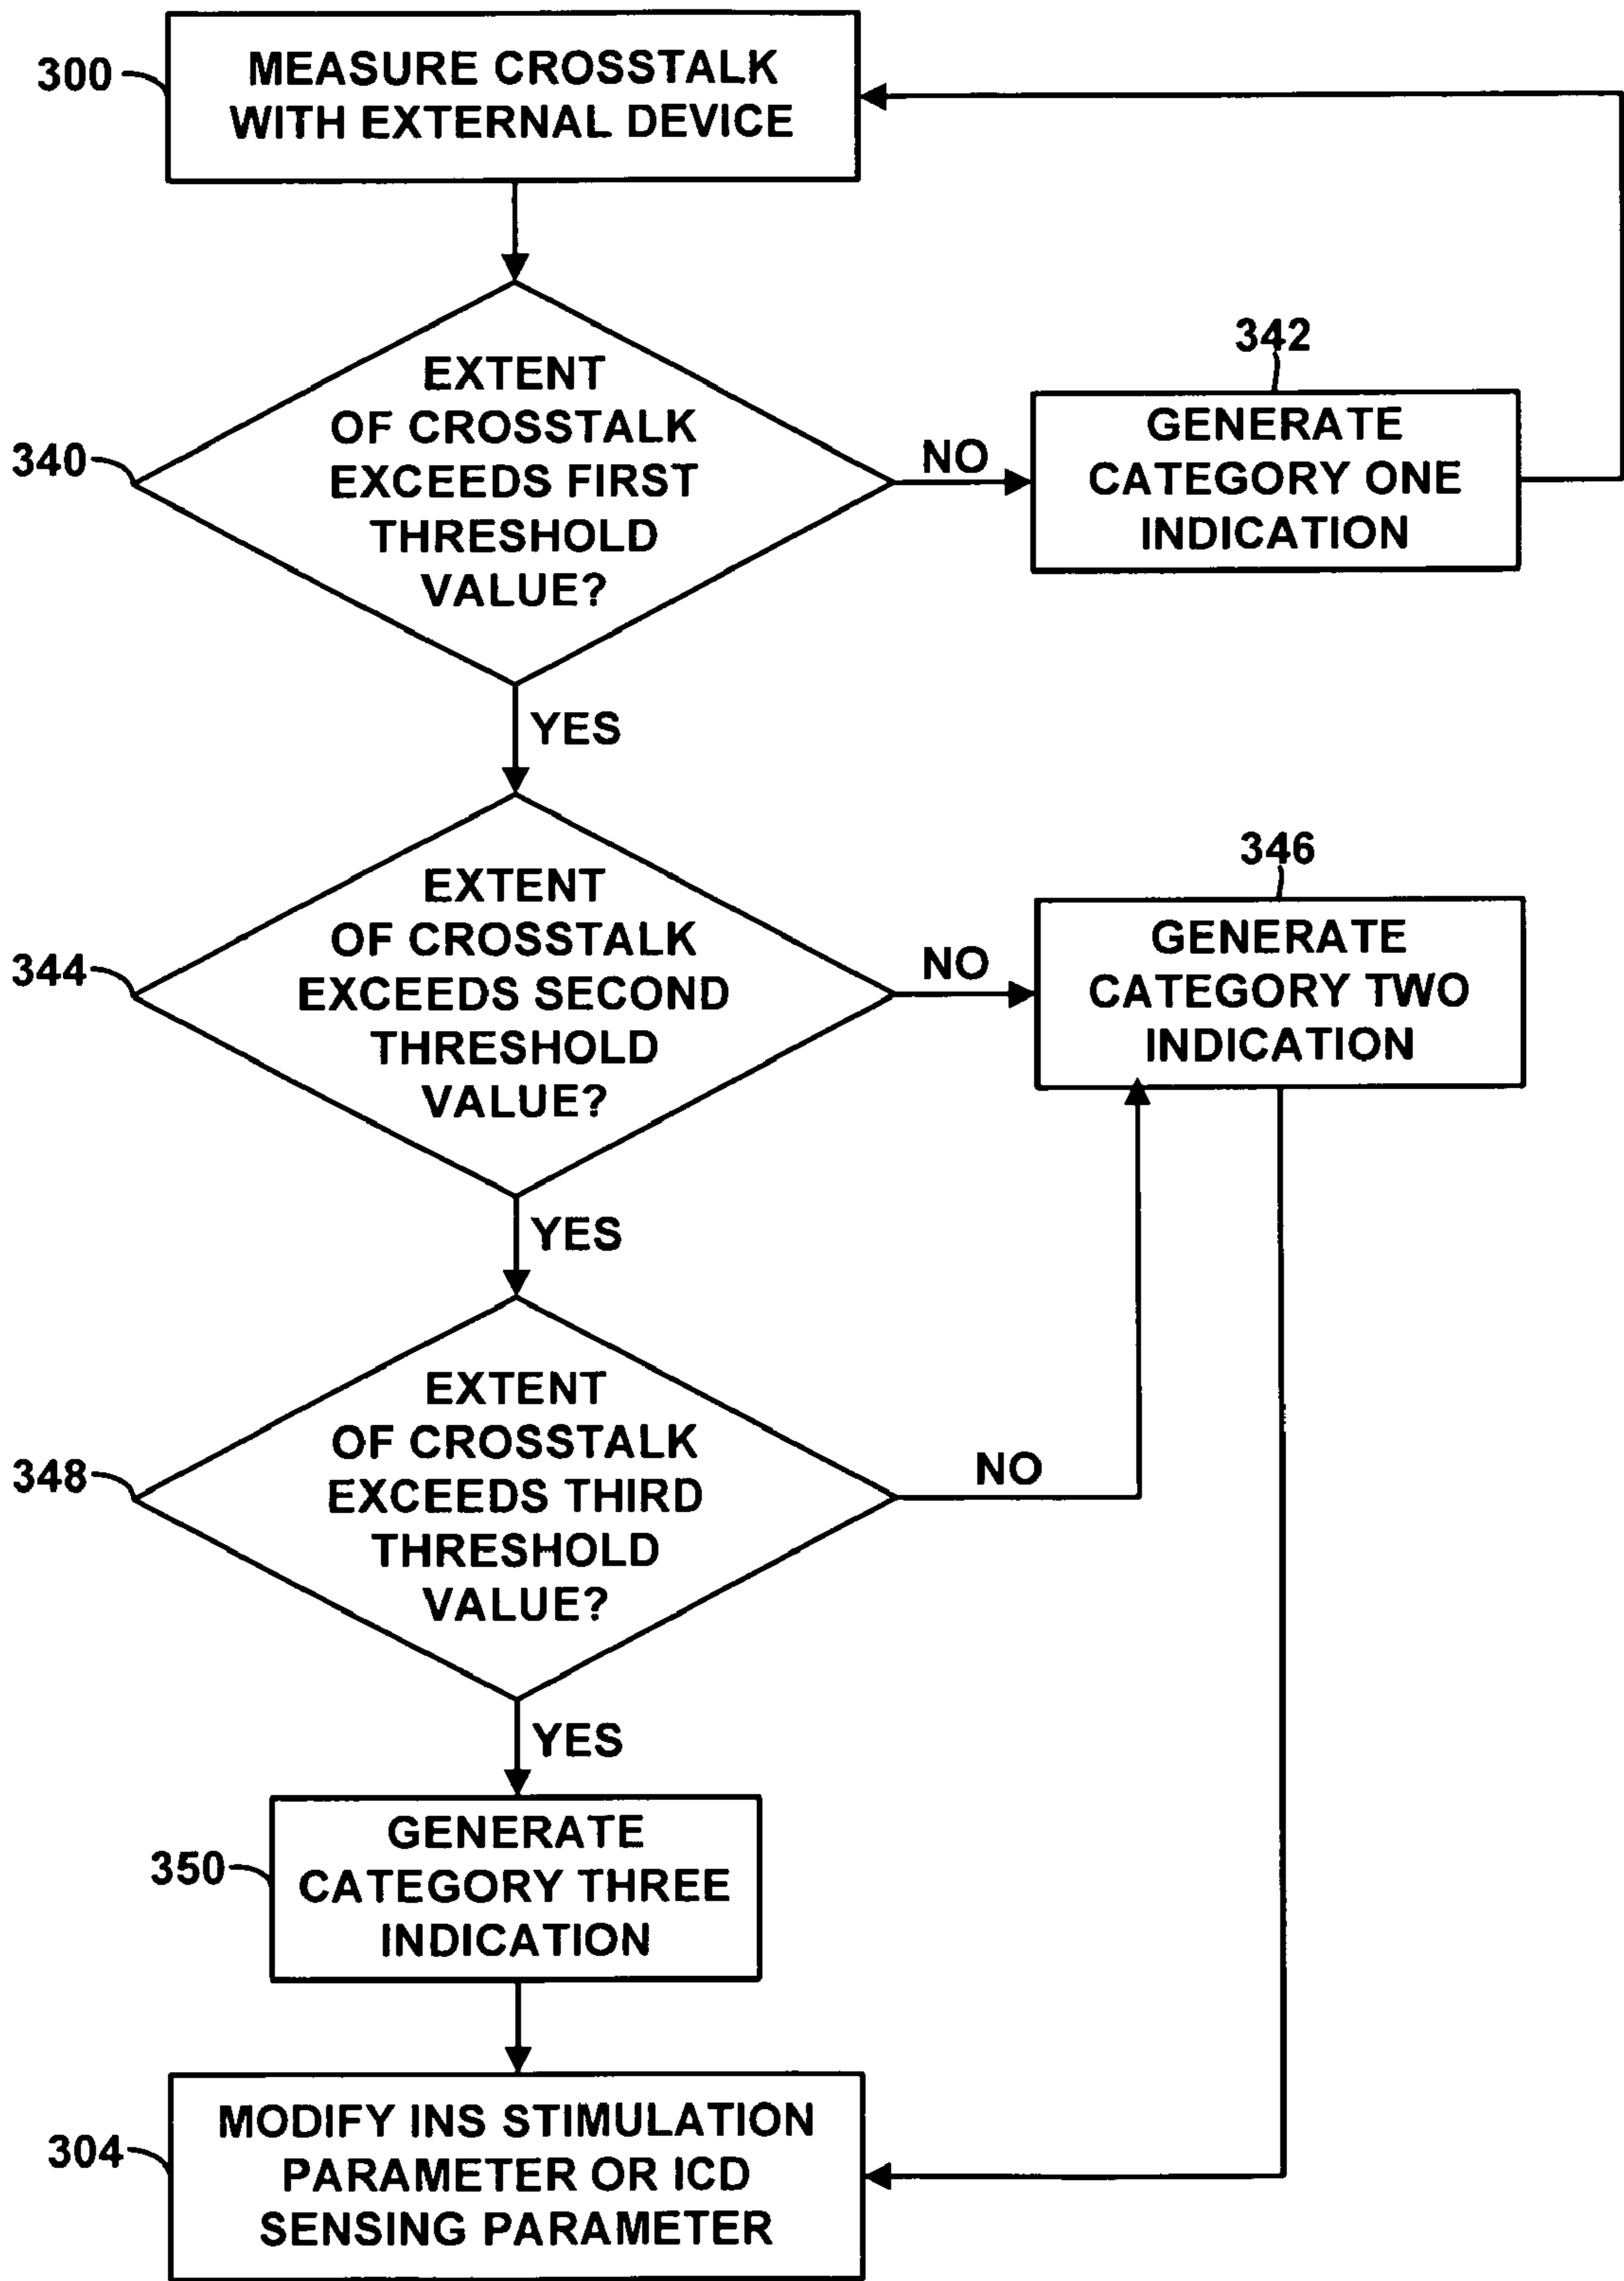 300
MEASURE CROSSTALK
WITH EXTERNAL DEVICE
340
EXTENT
OF CROSSTALK
EXCEEDS FIRST
THRESHOLD
VALUE?
NO
342
GENERATE
CATEGORY ONE
INDICATION
YES
344
EXTENT
OF CROSSTALK
EXCEEDS SECOND
THRESHOLD
VALUE?
NO
346
GENERATE
CATEGORY TWO
INDICATION
YES
348
EXTENT
OF CROSSTALK
EXCEEDS THIRD
THRESHOLD
VALUE?
NO
YES
350
GENERATE
CATEGORY THREE
INDICATION
304
MODIFY INS STIMULATION
PARAMETER OR ICD
SENSING PARAMETER